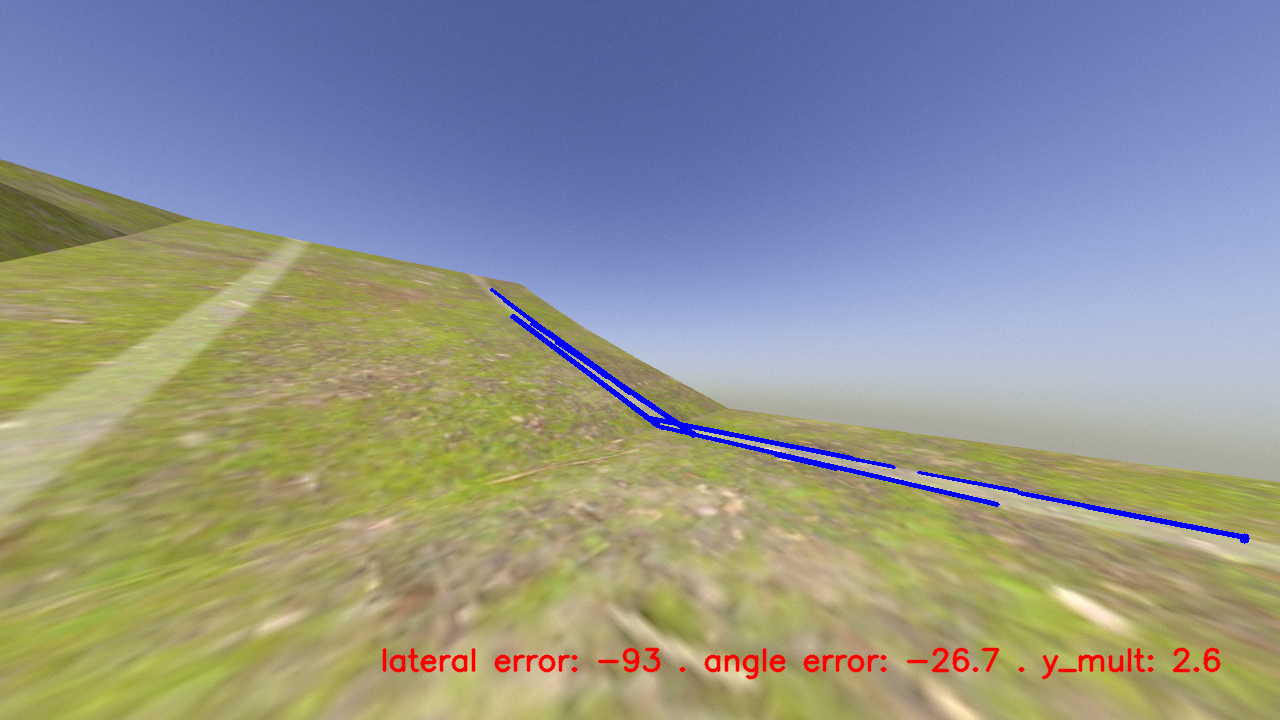 lateral error: −93 . angle error: −26.7 . y_mult: 2.6